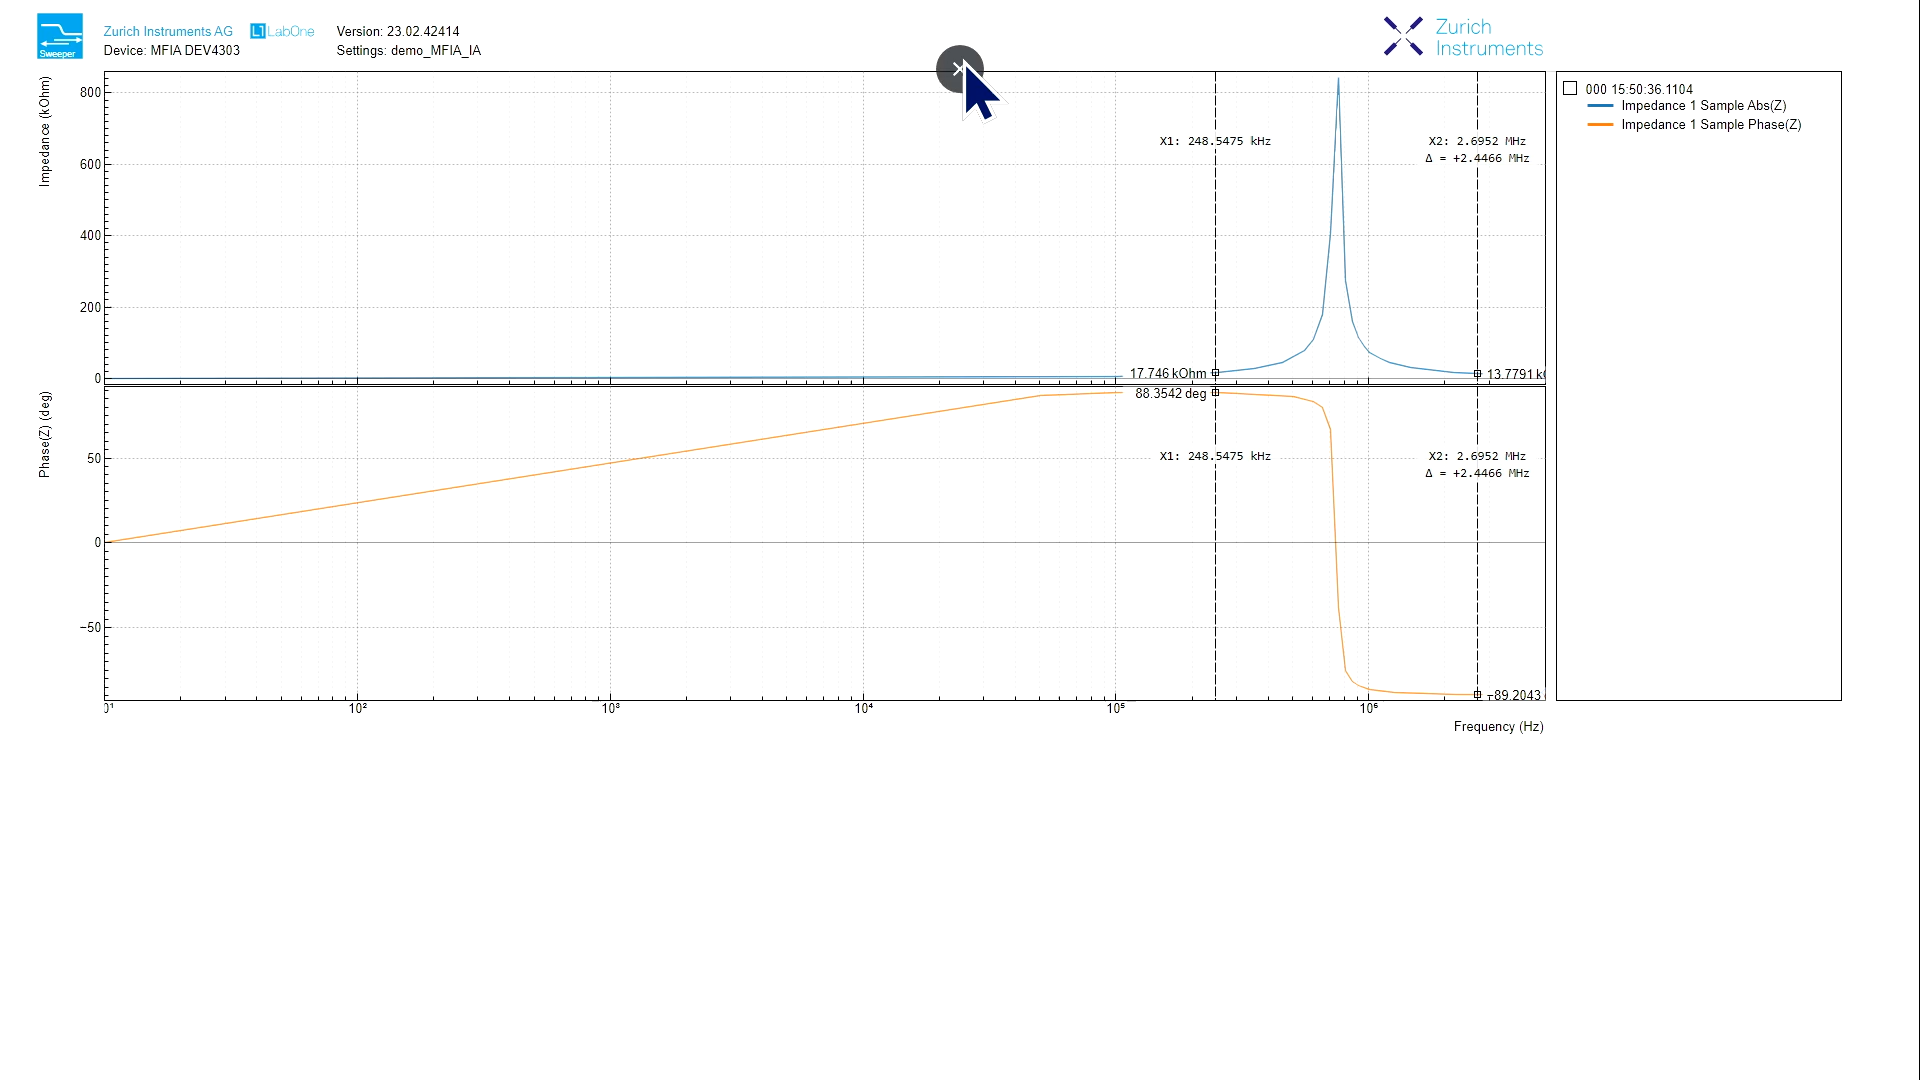 Sweeper
Zurich Instruments AG
LabOne
Version: 23.02.42414
Device: MFIA DEV4303
Settings: demo_MFIA_IA
Zurich
Instruments
Impedance (kOhm)
800
600
400
200
0
X1: 248.5475 kHz
X2: 2.6952 MHz
Δ = +2.4466 MHz
17.746 kOhm
13.7791 k
000 15:50:36.1104
Impedance 1 Sample Abs(Z)
Impedance 1 Sample Phase(Z)
Phase(Z) (deg)
88.3542 deg
50
0
−50
X1: 248.5475 kHz
X2: 2.6952 MHz
Δ = +2.4466 MHz
−89.2043
0¹
10²
10³
10⁴
10⁵
10⁶
Frequency (Hz)